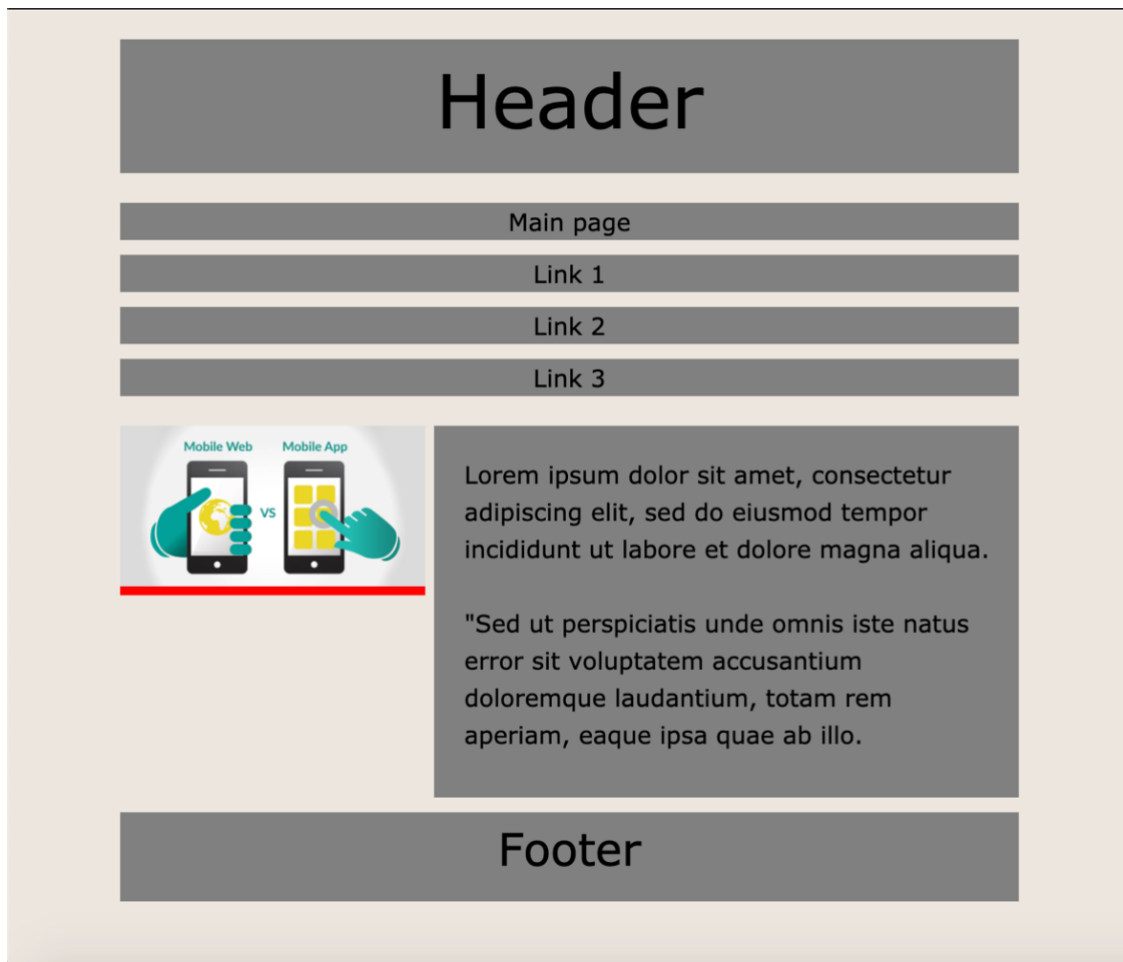 Header
Main page
Link 1
Link 2
Link 3
Mobile Web
Mobile App
VS
Lorem ipsum dolor sit amet, consectetur
adipiscing elit, sed do eiusmod tempor
incididunt ut labore et dolore magna aliqua.
"Sed ut perspiciatis unde omnis iste natus
error sit voluptatem accusantium
doloremque laudantium, totam rem
aperiam, eaque ipsa quae ab illo.
Footer